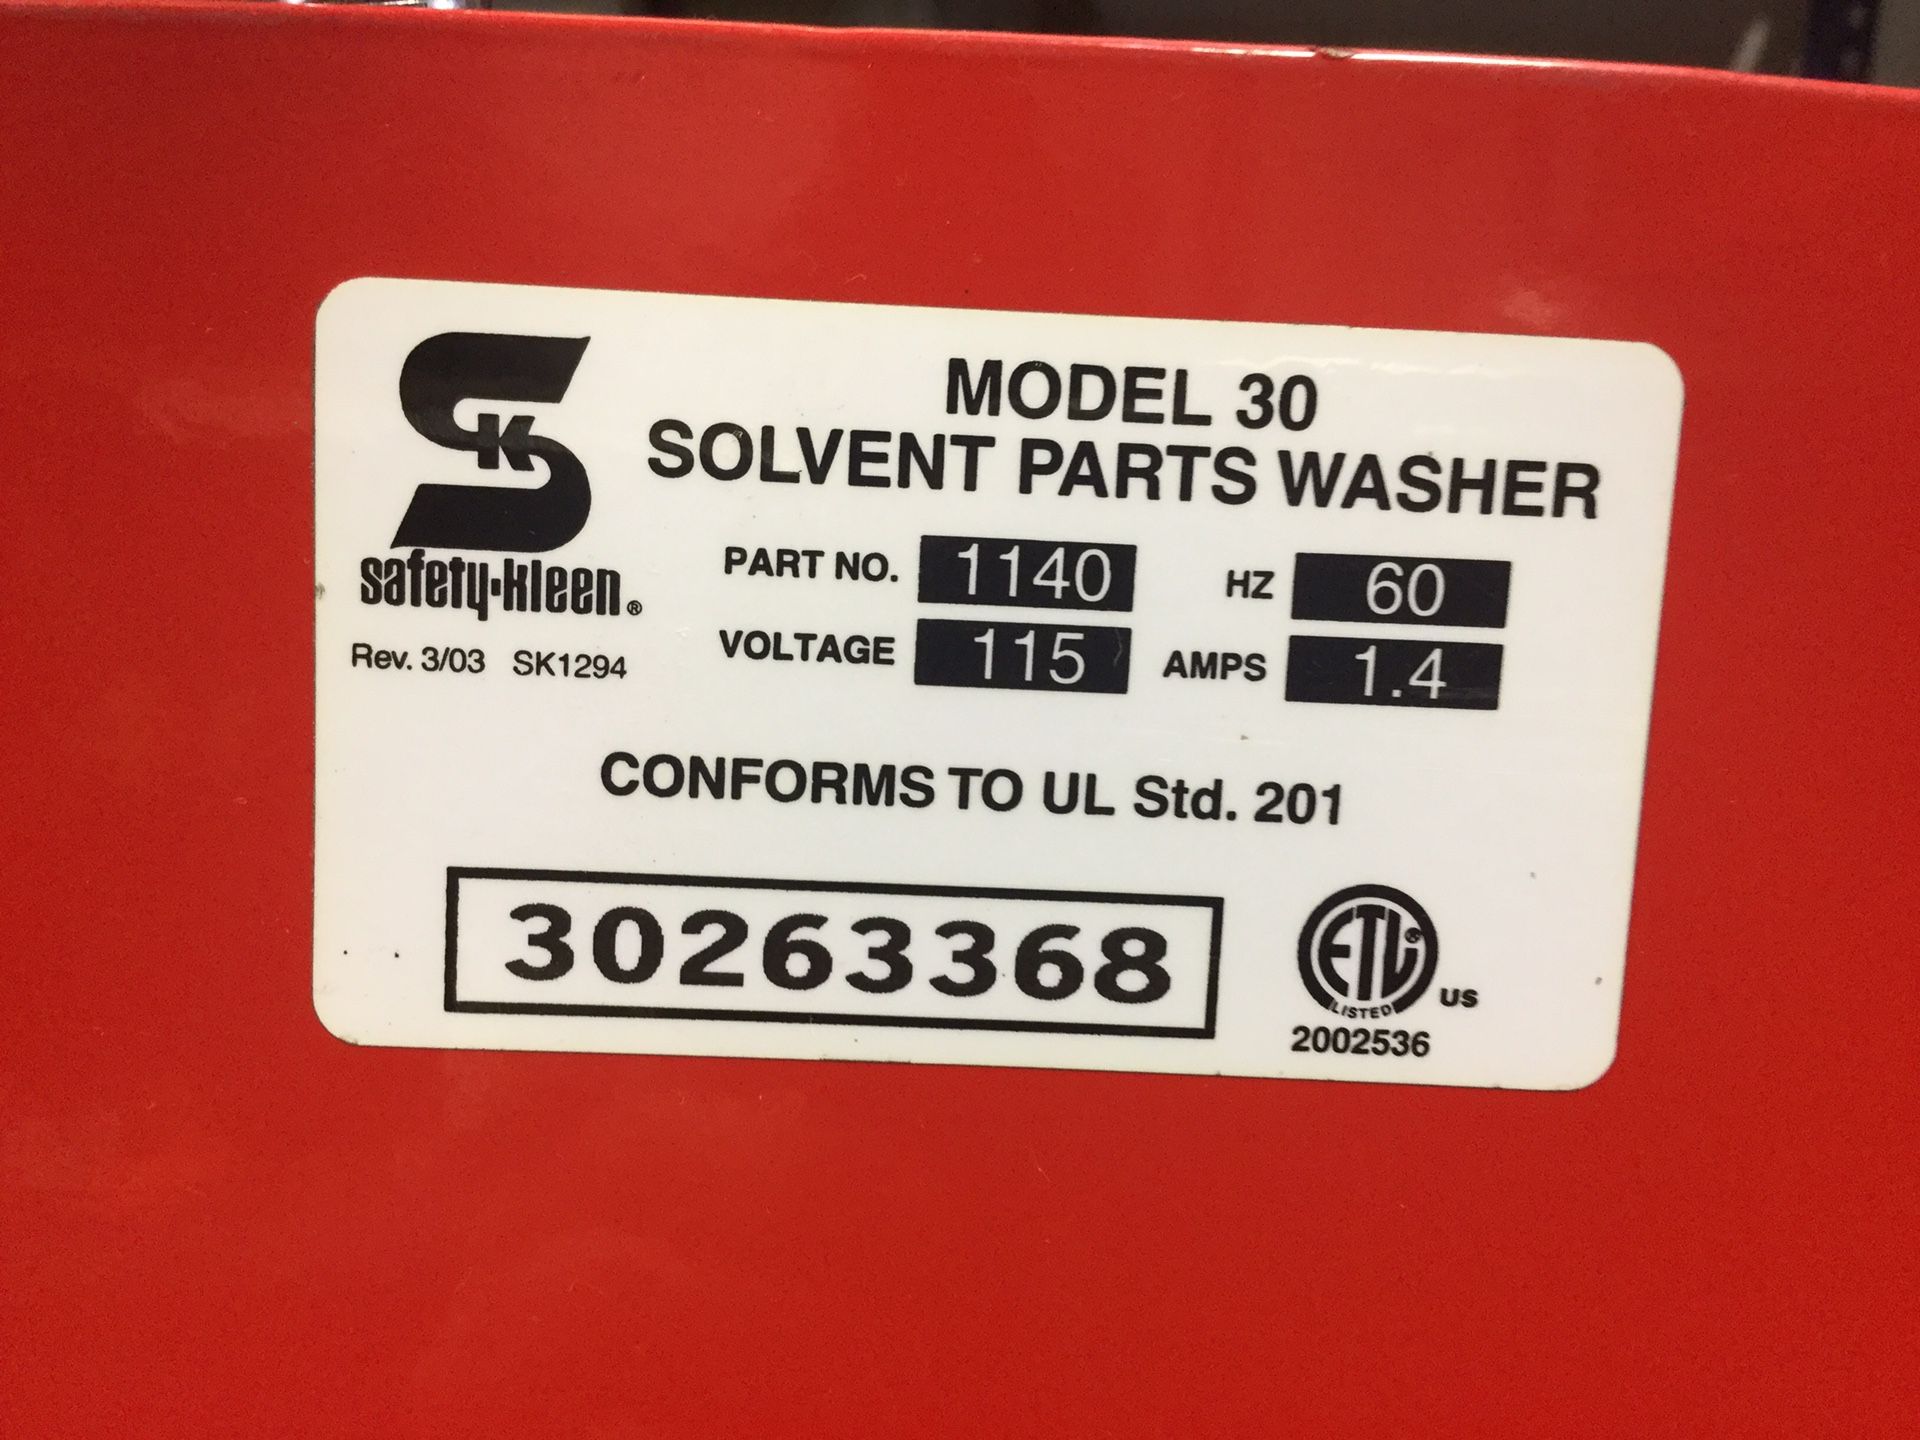 MODEL 30
SOLVENT PARTS WASHER
SK
safety-kleen®
Rev. 3/03 SK1294
PART NO. 1140 HZ 60
VOLTAGE 115 AMPS 1.4
CONFORMS TO UL Std. 201
30263368
ETL®
LISTED
US
2002536